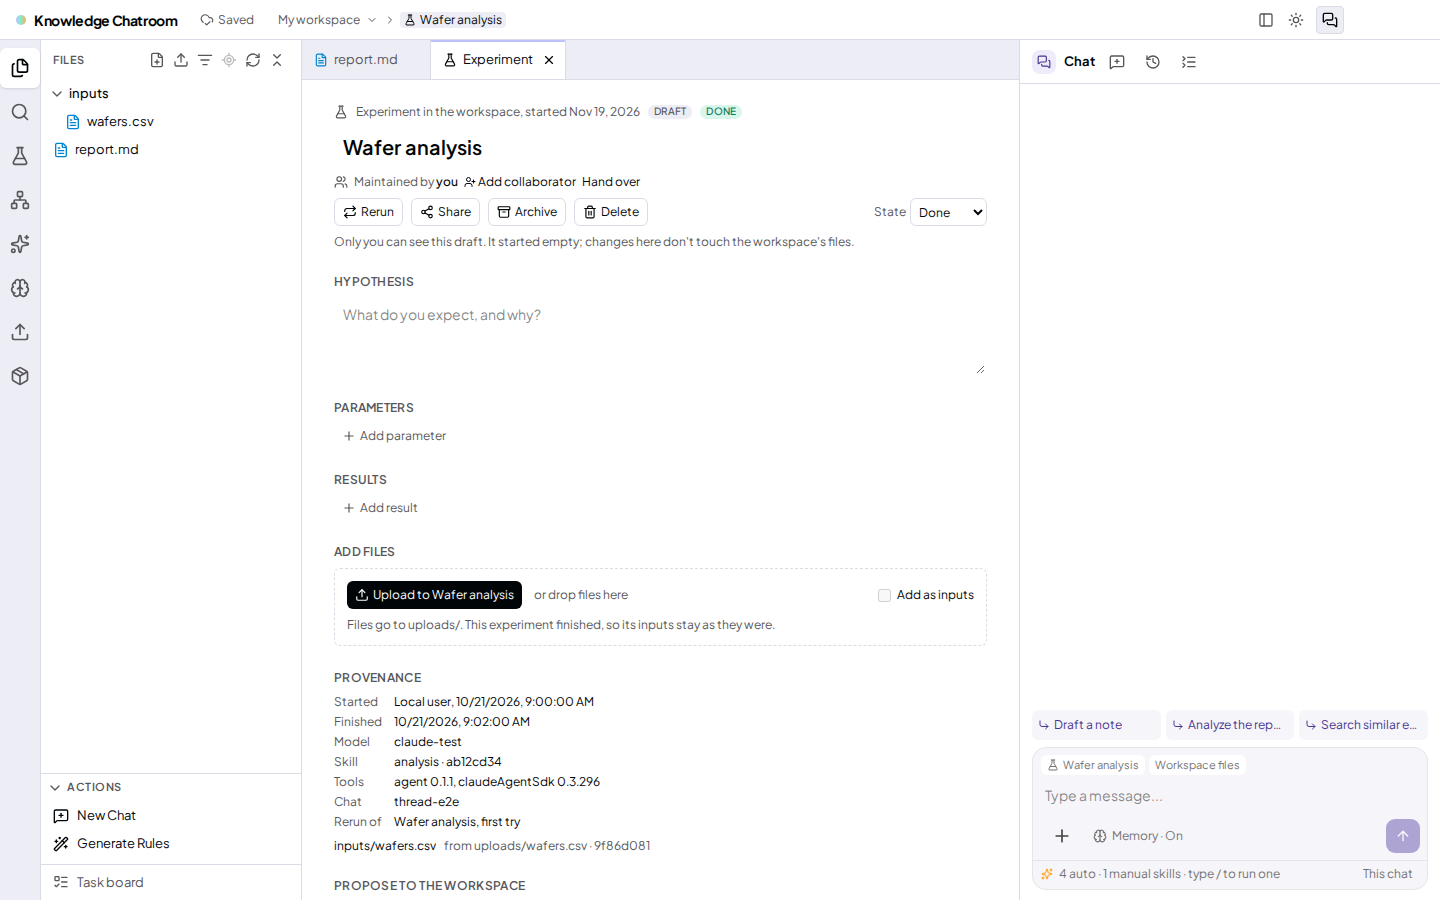 Knowledge Chatroom
Saved
My workspace
Wafer analysis
FILES
inputs
wafers.csv
report.md
ACTIONS
New Chat
Generate Rules
Task board
report.md
Experiment
Experiment in the workspace, started Nov 19, 2026 DRAFT DONE
Wafer analysis
Maintained by you Add collaborator Hand over
Rerun Share Archive Delete State Done
Only you can see this draft. It started empty; changes here don't touch the workspace's files.
HYPOTHESIS
What do you expect, and why?
PARAMETERS
Add parameter
RESULTS
Add result
ADD FILES
Upload to Wafer analysis or drop files here Add as inputs
Files go to uploads/. This experiment finished, so its inputs stay as they were.
PROVENANCE
Started Local user, 10/21/2026, 9:00:00 AM
Finished 10/21/2026, 9:02:00 AM
Model claude-test
Skill analysis · ab12cd34
Tools agent 0.1.1, claudeAgentSdk 0.3.296
Chat thread-e2e
Rerun of Wafer analysis, first try
inputs/wafers.csv from uploads/wafers.csv · 9f86d081
PROPOSE TO THE WORKSPACE
Chat
Draft a note
Analyze the rep...
Search similar e...
Wafer analysis Workspace files
Type a message...
Memory · On
4 auto · 1 manual skills · type / to run one This chat